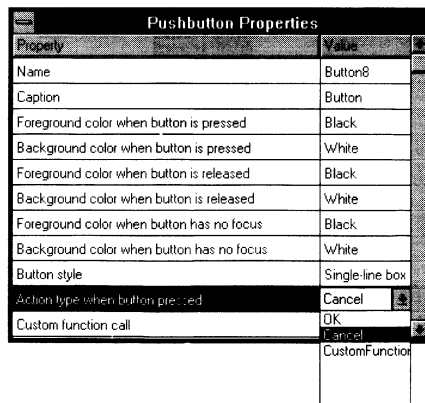 Pushbutton Properties
Property Value
Name Button8
Caption Button
Foreground color when button is pressed Black
Background color when button is pressed White
Foreground color when button is released Black
Background color when button is released White
Foreground color when button has no focus Black
Background color when button has no focus White
Button style Single-line box
Action type when button pressed Cancel
Custom function call OK
Cancel
CustomFunction